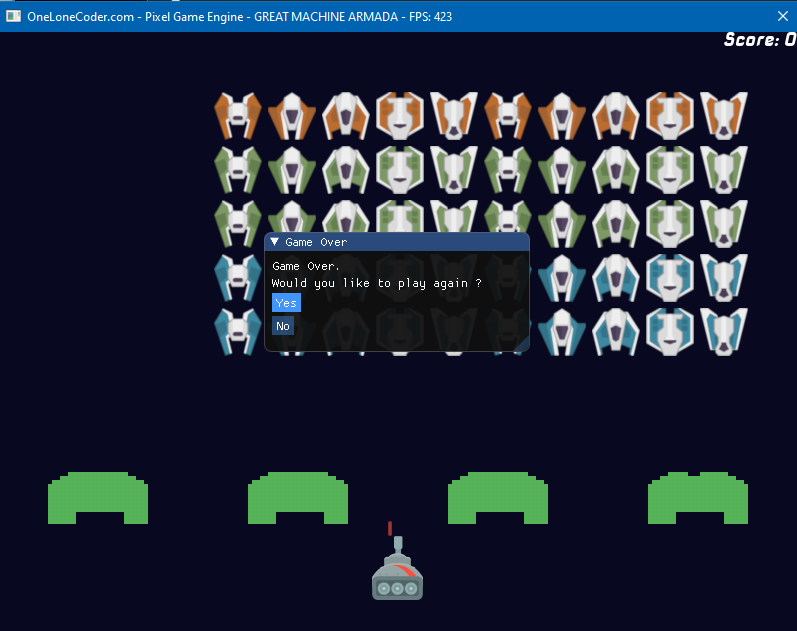 OneLoneCoder.com - Pixel Game Engine - GREAT MACHINE ARMADA - FPS: 423
Score: 0
Game Over
Game Over.
Would you like to play again ?
Yes
No